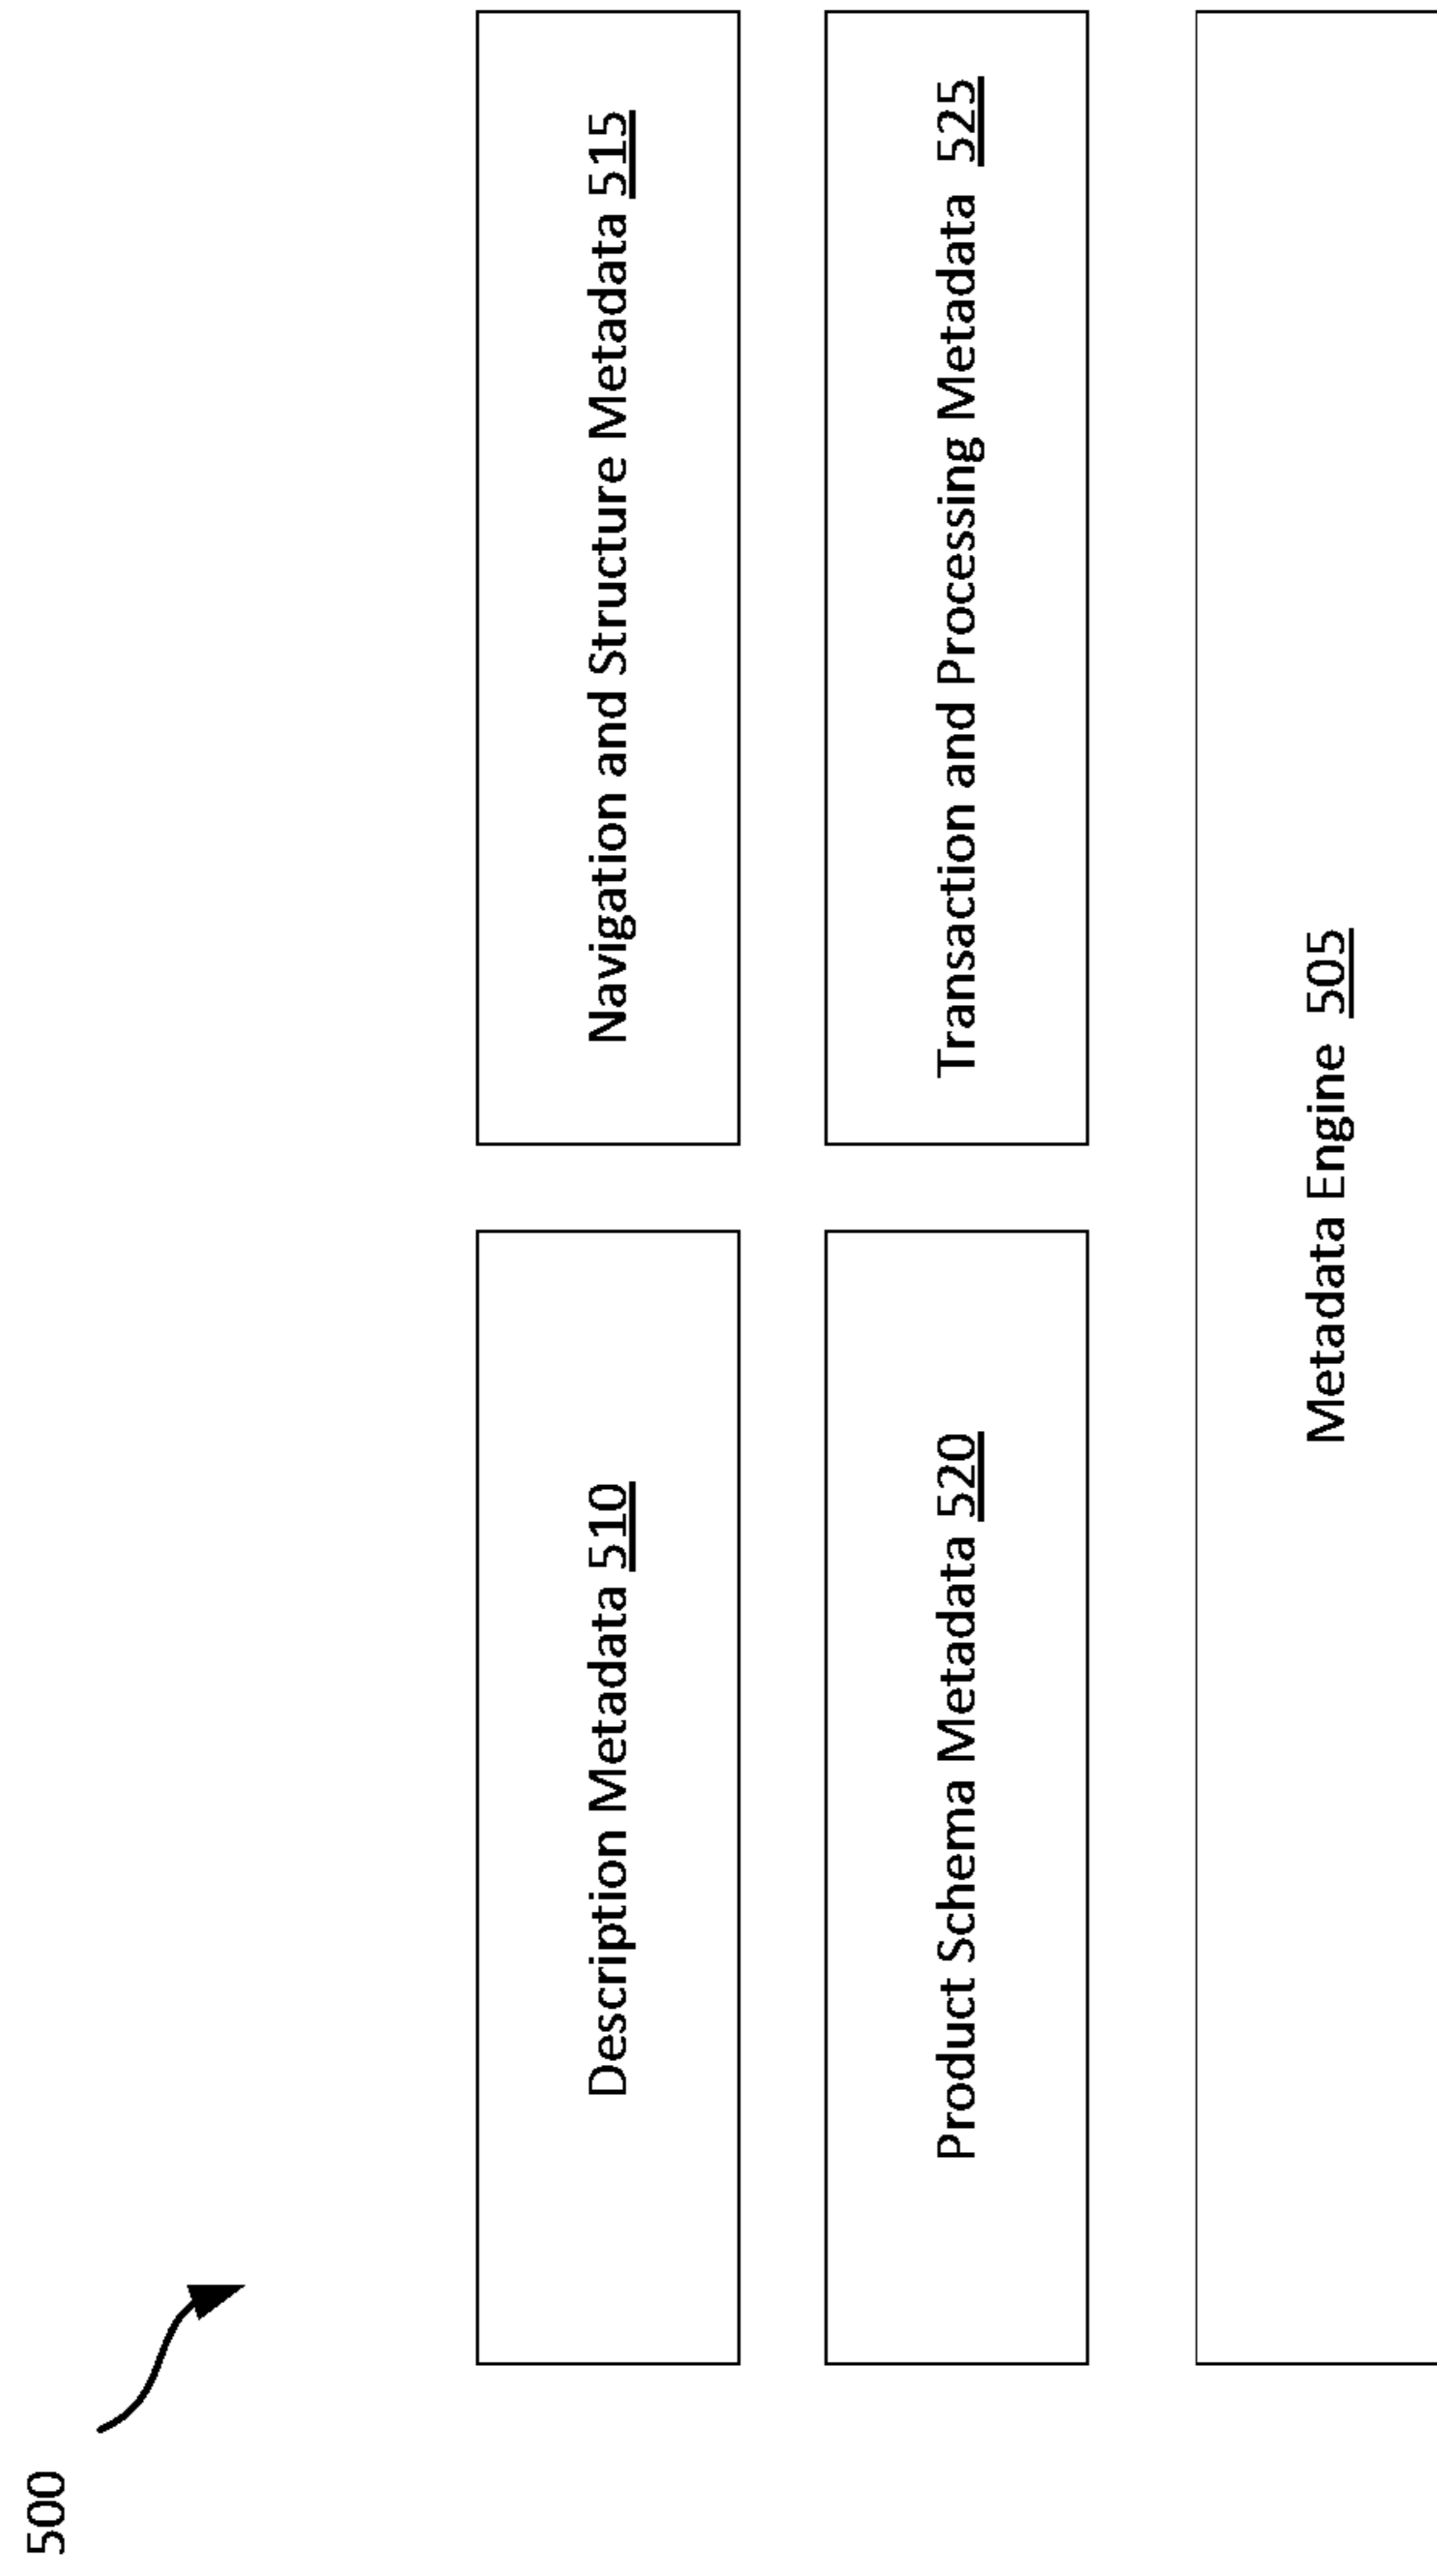 500
Description Metadata 510
Navigation and Structure Metadata 515
Product Schema Metadata 520
Transaction and Processing Metadata 525
Metadata Engine 505